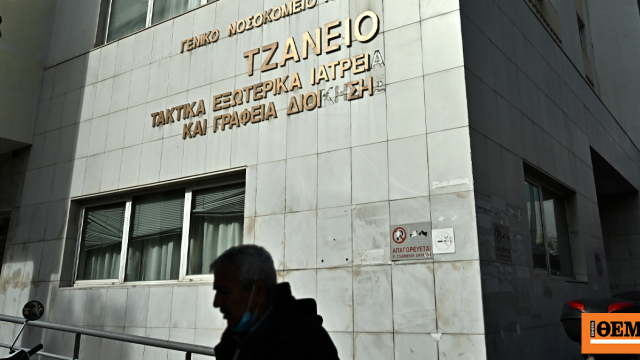 ΓΕΝΙΚΟ ΝΟΣΟΚΟΜΕΙΟ
ΤΖΑΝΕΙΟ
ΤΑΚΤΙΚΑ ΕΞΩΤΕΡΙΚΑ ΙΑΤΡΕΙΑ
ΚΑΙ ΓΡΑΦΕΙΑ ΔΙΟΙΚΗΣΗΣ
ΑΠΑΓΟΡΕΥΕΤΑΙ
ΘΕΜ